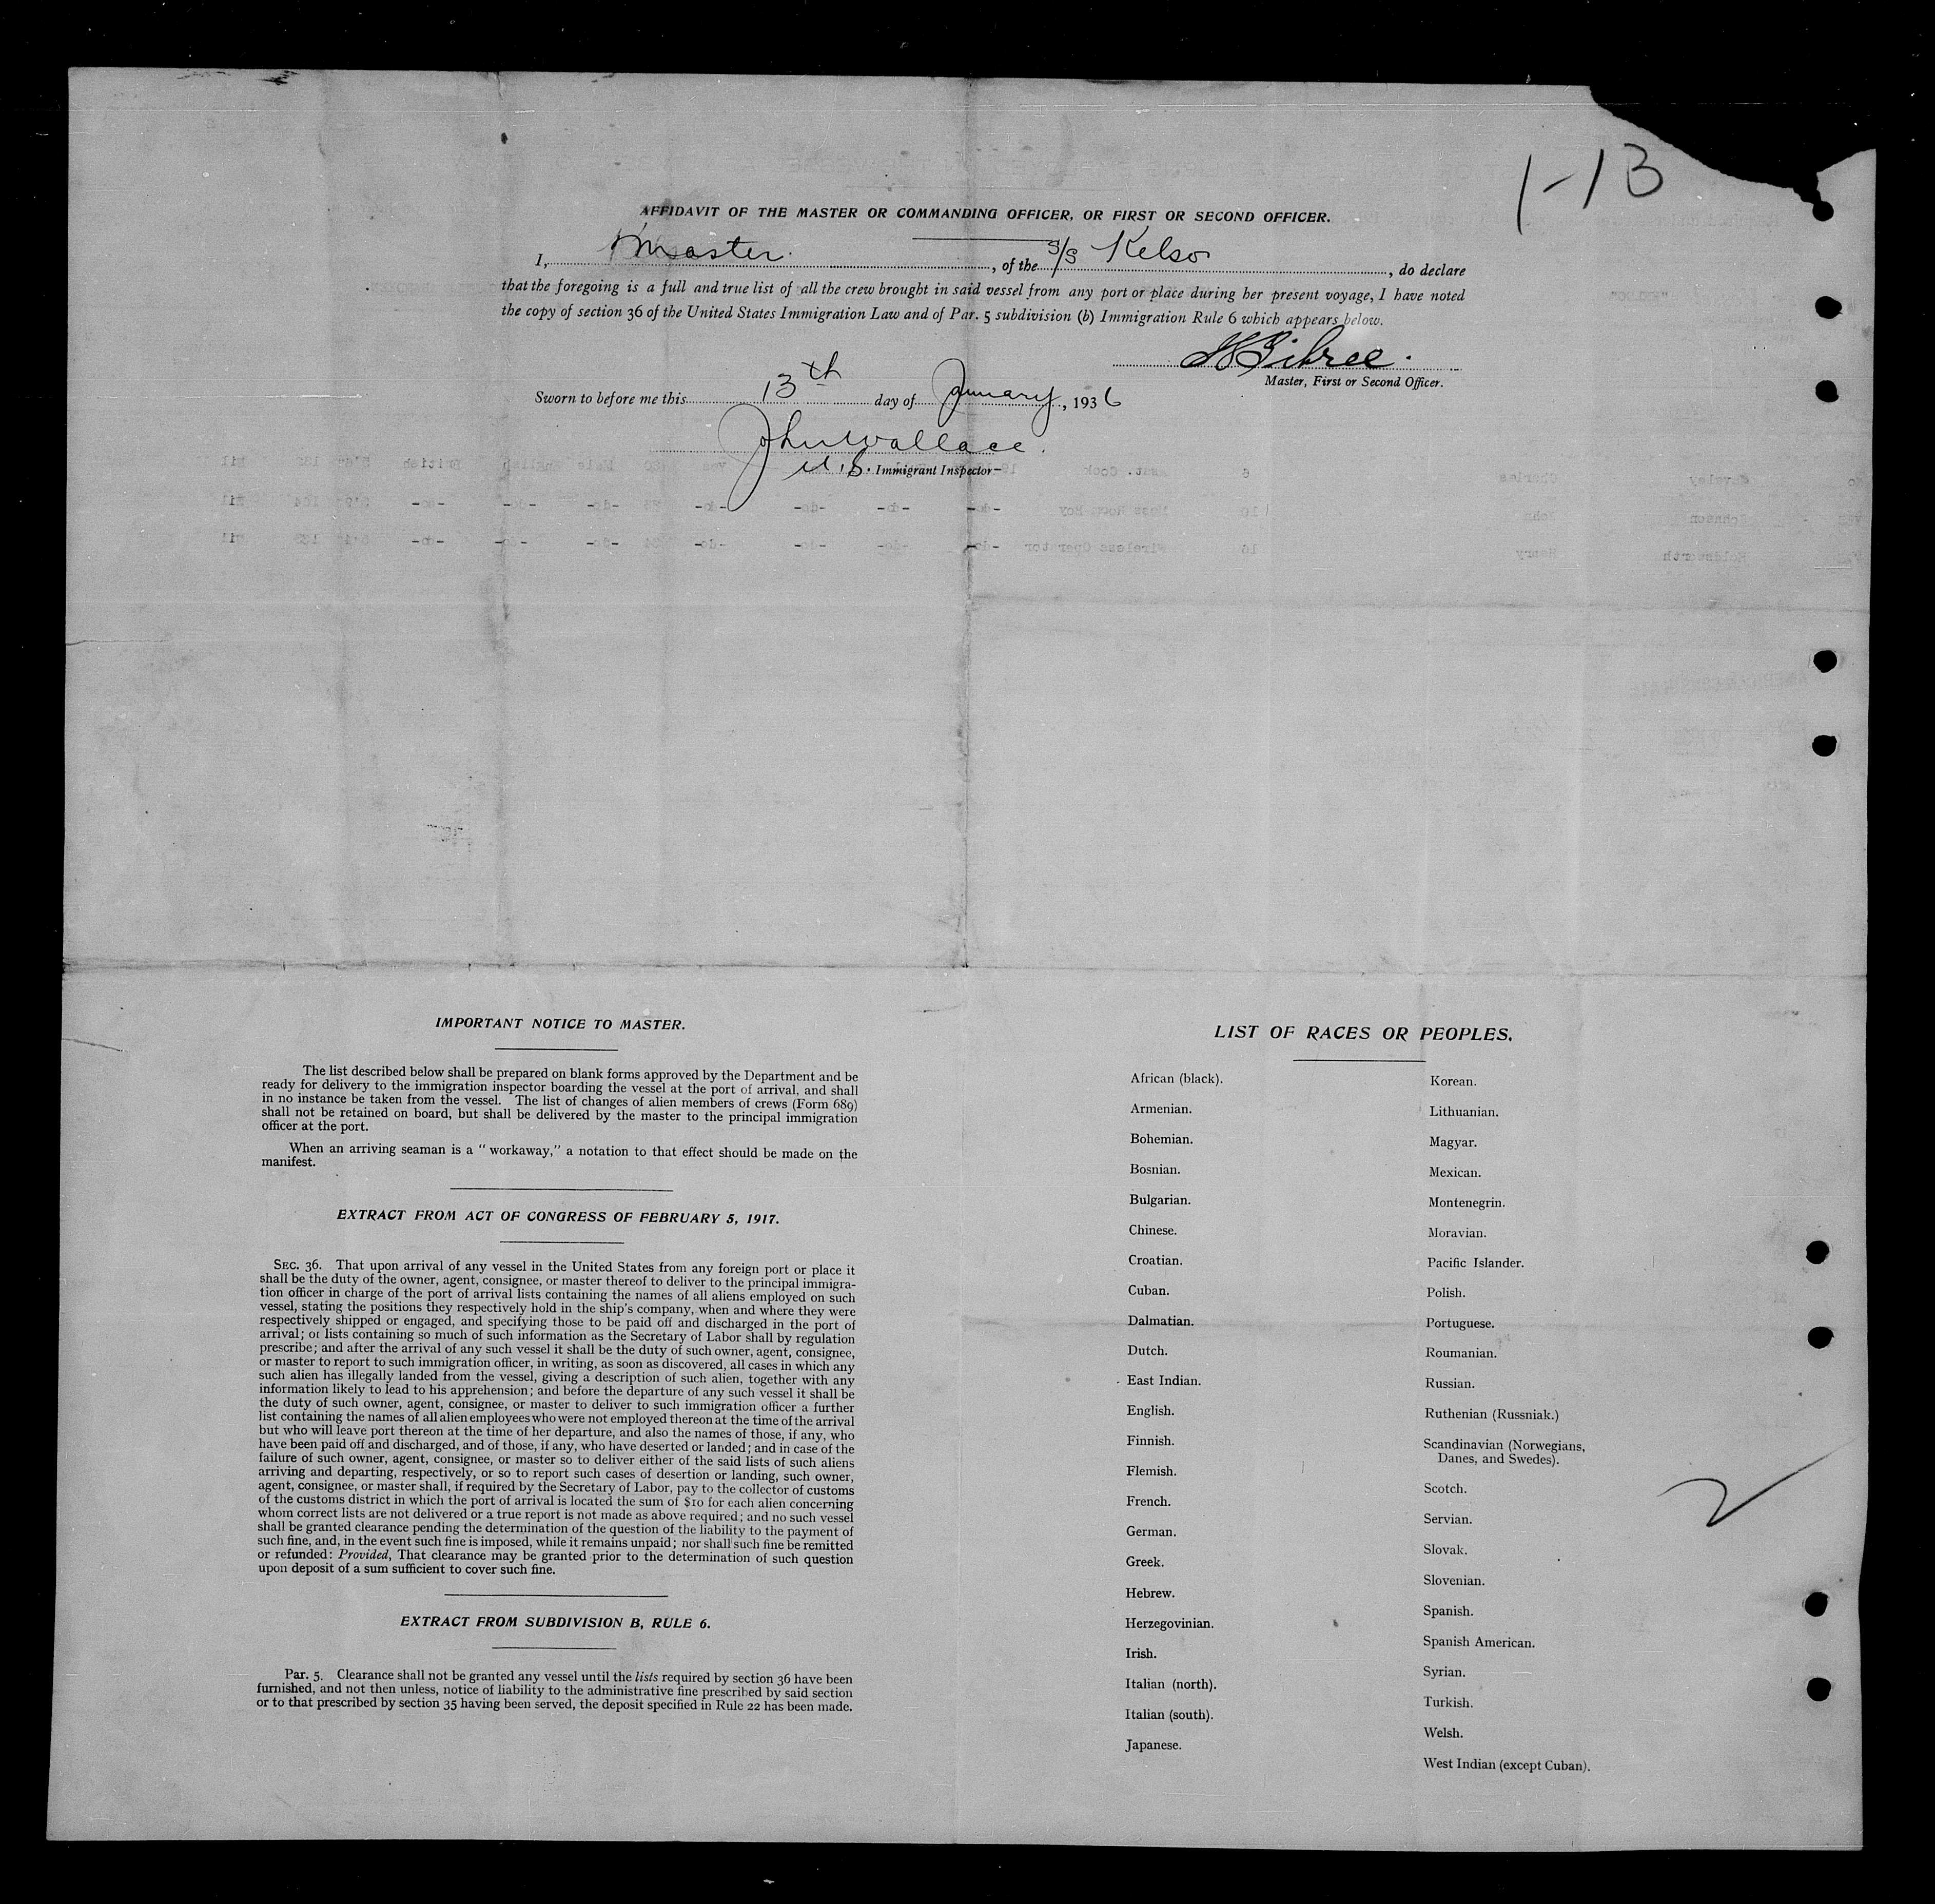 1-13
AFFIDAVIT OF THE MASTER OR COMMANDING OFFICER, OR FIRST OR SECOND OFFICER.
I, Master, of the S/S Kelso, do declare
that the foregoing is a full and true list of all the crew brought in said vessel from any port or place during her present voyage, I have noted
the copy of section 36 of the United States Immigration Law and of Par. 5 subdivision (b) Immigration Rule 6 which appears below.
Master, First or Second Officer.
Sworn to before me this 13th day of January, 1936
John Wallace
U.S. Immigrant Inspector
IMPORTANT NOTICE TO MASTER.
The list described below shall be prepared on blank forms approved by the Department and be
ready for delivery to the immigration inspector boarding the vessel at the port of arrival, and shall
in no instance be taken from the vessel. The list of changes of alien members of crews (Form 689)
shall not be retained on board, but shall be delivered by the master to the principal immigration
officer at the port.
When an arriving seaman is a "workaway," a notation to that effect should be made on the
manifest.
EXTRACT FROM ACT OF CONGRESS OF FEBRUARY 5, 1917.
SEC. 36. That upon arrival of any vessel in the United States from any foreign port or place it
shall be the duty of the owner, agent, consignee, or master thereof to deliver to the principal immigra-
tion officer in charge of the port of arrival lists containing the names of all aliens employed on such
vessel, stating the positions they respectively hold in the ship's company, when and where they were
respectively shipped or engaged, and specifying those to be paid off and discharged in the port of
arrival; or lists containing so much of such information as the Secretary of Labor shall by regulation
prescribe; and after the arrival of any such vessel it shall be the duty of such owner, agent, consignee,
or master to report to such immigration officer, in writing, as soon as discovered, all cases in which any
such alien has illegally landed from the vessel, giving a description of such alien, together with any
information likely to lead to his apprehension; and before the departure of any such vessel it shall be
the duty of such owner, agent, consignee, or master to deliver to such immigration officer a further
list containing the names of all alien employees who were not employed thereon at the time of the arrival
but who will leave port thereon at the time of her departure, and also the names of those, if any, who
have been paid off and discharged, and of those, if any, who have deserted or landed; and in case of the
failure of such owner, agent, consignee, or master so to deliver either of the said lists of such aliens
arriving and departing, respectively, or so to report such cases of desertion or landing, such owner,
agent, consignee, or master shall, if required by the Secretary of Labor, pay to the collector of customs
of the customs district in which the port of arrival is located the sum of $10 for each alien concerning
whom correct lists are not delivered or a true report is not made as above required; and no such vessel
shall be granted clearance pending the determination of the question of the liability to the payment of
such fine, and, in the event such fine is imposed, while it remains unpaid; nor shall such fine be remitted
or refunded: Provided, That clearance may be granted prior to the determination of such question
upon deposit of a sum sufficient to cover such fine.
EXTRACT FROM SUBDIVISION B, RULE 6.
Par. 5. Clearance shall not be granted any vessel until the lists required by section 36 have been
furnished, and not then unless, notice of liability to the administrative fine prescribed by said section
or to that prescribed by section 35 having been served, the deposit specified in Rule 22 has been made.
LIST OF RACES OR PEOPLES.
African (black).
Armenian.
Bohemian.
Bosnian.
Bulgarian.
Chinese.
Croatian.
Cuban.
Dalmatian.
Dutch.
East Indian.
English.
Finnish.
Flemish.
French.
German.
Greek.
Hebrew.
Herzegovinian.
Irish.
Italian (north).
Italian (south).
Japanese.
Korean.
Lithuanian.
Magyar.
Mexican.
Montenegrin.
Moravian.
Pacific Islander.
Polish.
Portuguese.
Roumanian.
Russian.
Ruthenian (Russniak.)
Scandinavian (Norwegians,
Danes, and Swedes).
Scotch.
Servian.
Slovak.
Slovenian.
Spanish.
Spanish American.
Syrian.
Turkish.
Welsh.
West Indian (except Cuban).
2